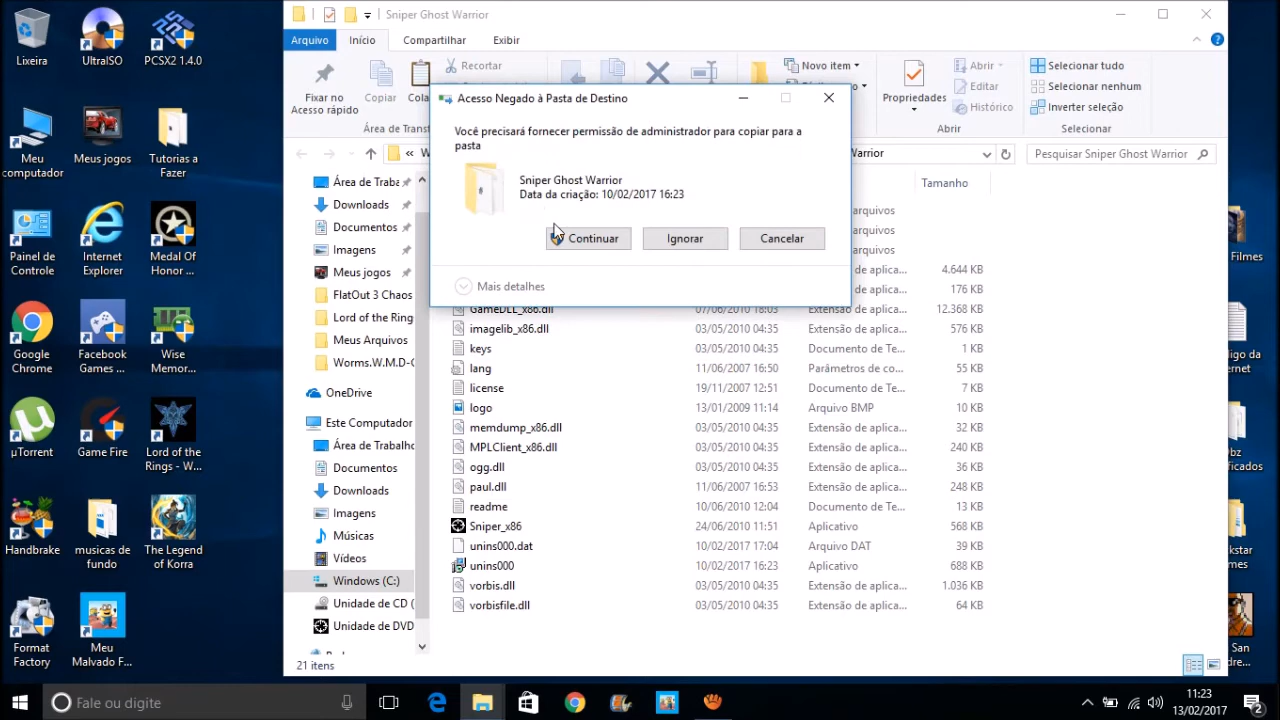 Lixeira
UltraISO
PCSX2 1.4.0
Meu
computador
Meus jogos
Tutorias a
Fazer
Painel de
Controle
Internet
Explorer
Medal Of
Honor ...
Google
Chrome
Facebook
Games ...
Wise
Memor...
µTorrent
Game Fire
Lord of the
Rings - W...
Handbrake
musicas de
fundo
The Legend
of Korra
Format
Factory
Meu
Malvado F...
Sniper Ghost Warrior
Arquivo
Início
Compartilhar
Exibir
Fixar no
Acesso rápido
Copiar
Cola
Recortar
Área de Transf
Novo item
Propriedades
Abrir
Editar
Histórico
Abrir
Selecionar tudo
Selecionar nenhum
Inverter seleção
Selecionar
« W
Warrior
Pesquisar Sniper Ghost Warrior
Área de Traba
Downloads
Documentos
Imagens
Meus jogos
FlatOut 3 Chaos
Lord of the Ring
Meus Arquivos
Worms.W.M.D-C
OneDrive
Este Computador
Área de Trabalho
Documentos
Downloads
Imagens
Músicas
Vídeos
Windows (C:)
Unidade de CD (
Unidade de DVD
Acesso Negado à Pasta de Destino
Você precisará fornecer permissão de administrador para copiar para a
pasta
Sniper Ghost Warrior
Data da criação: 10/02/2017 16:23
Continuar
Ignorar
Cancelar
Mais detalhes
Tamanho
arquivos
arquivos
arquivos
de aplica... 4.644 KB
de aplica... 176 KB
GameDLL_x86.dll 07/06/2010 18:03 Extensão de aplica... 12.368 KB
imagelib_x86.dll 03/05/2010 04:35 Extensão de aplica... 576 KB
keys 03/05/2010 04:35 Documento de Te... 1 KB
lang 11/06/2007 16:50 Parâmetros de co... 55 KB
license 19/11/2007 12:51 Documento de Te... 7 KB
logo 13/01/2009 11:14 Arquivo BMP 10 KB
memdump_x86.dll 03/05/2010 04:35 Extensão de aplica... 32 KB
MPLClient_x86.dll 03/05/2010 04:35 Extensão de aplica... 240 KB
ogg.dll 03/05/2010 04:35 Extensão de aplica... 36 KB
paul.dll 11/06/2007 16:53 Extensão de aplica... 248 KB
readme 10/06/2010 12:04 Documento de Te... 13 KB
Sniper_x86 24/06/2010 11:51 Aplicativo 568 KB
unins000.dat 10/02/2017 17:04 Arquivo DAT 39 KB
unins000 10/02/2017 16:23 Aplicativo 688 KB
vorbis.dll 03/05/2010 04:35 Extensão de aplica... 1.036 KB
vorbisfile.dll 03/05/2010 04:35 Extensão de aplica... 64 KB
21 itens
Filmes
digo da
ternet
bz
ificados
kstar
mes
San
dre...
Fale ou digite
11:23
13/02/2017
2